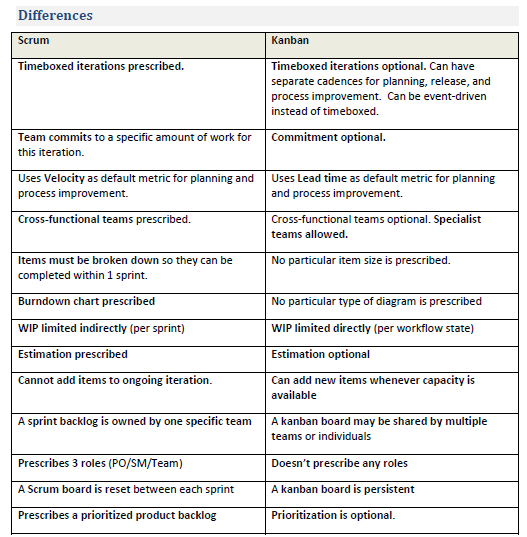 Differences
Scrum
Kanban
Timeboxed iterations prescribed.
Timeboxed iterations optional. Can have
separate cadences for planning, release, and
process improvement. Can be event-driven
instead of timeboxed.
Team commits to a specific amount of work for
this iteration.
Commitment optional.
Uses Velocity as default metric for planning and
process improvement.
Uses Lead time as default metric for planning
and process improvement.
Cross-functional teams prescribed.
Cross-functional teams optional. Specialist
teams allowed.
Items must be broken down so they can be
completed within 1 sprint.
No particular item size is prescribed.
Burndown chart prescribed
No particular type of diagram is prescribed
WIP limited indirectly (per sprint)
WIP limited directly (per workflow state)
Estimation prescribed
Estimation optional
Cannot add items to ongoing iteration.
Can add new items whenever capacity is
available
A sprint backlog is owned by one specific team
A kanban board may be shared by multiple
teams or individuals
Prescribes 3 roles (PO/SM/Team)
Doesn’t prescribe any roles
A Scrum board is reset between each sprint
A kanban board is persistent
Prescribes a prioritized product backlog
Prioritization is optional.